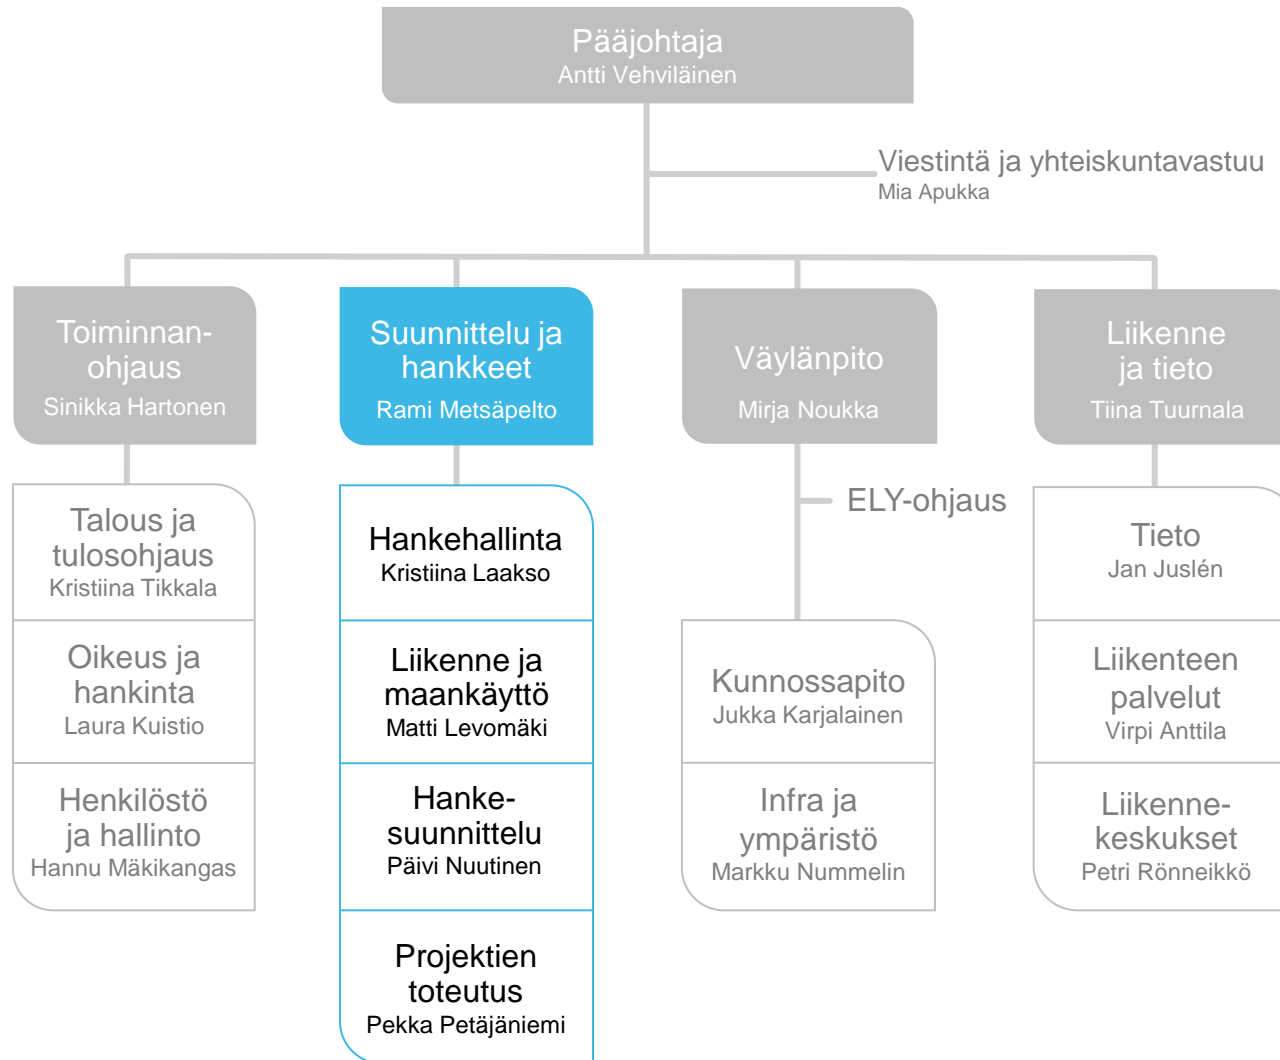 Pääjohtaja
Antti Vehviläinen
Viestintä ja yhteiskuntavastuu
Mia Apukka
Toiminnan-
ohjaus
Sinikka Hartonen
Talous ja
tulosohjaus
Kristiina Tikkala
Oikeus ja
hankinta
Laura Kuistio
Henkilöstö
ja hallinto
Hannu Mäkikangas
Suunnittelu ja
hankkeet
Rami Metsäpelto
Hankehallinta
Kristiina Laakso
Liikenne ja
maankäyttö
Matti Levomäki
Hanke-
suunnittelu
Päivi Nuutinen
Projektien
toteutus
Pekka Petäjäniemi
Väylänpito
Mirja Noukka
ELY-ohjaus
Kunnossapito
Jukka Karjalainen
Infra ja
ympäristö
Markku Nummelin
Liikenne
ja tieto
Tiina Tuurnala
Tieto
Jan Juslén
Liikenteen
palvelut
Virpi Anttila
Liikenne-
keskukset
Petri Rönneikkö